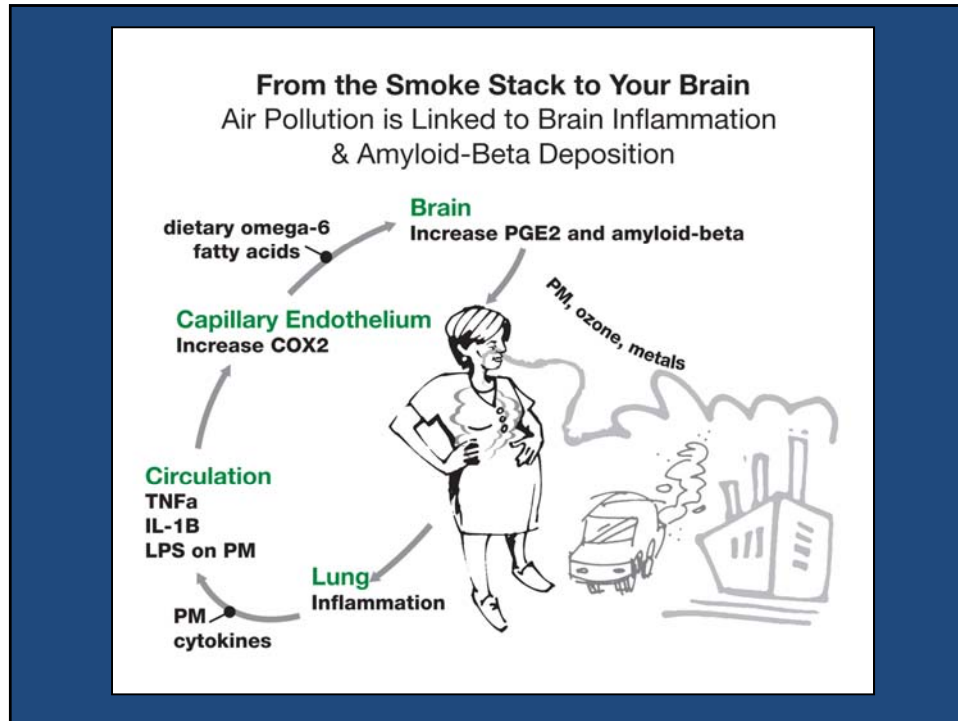 From the Smoke Stack to Your Brain
Air Pollution is Linked to Brain Inflammation
& Amyloid-Beta Deposition
Brain
Increase PGE2 and amyloid-beta
dietary omega-6
fatty acids
PM, ozone, metals
Capillary Endothelium
Increase COX2
Circulation
TNFa
IL-1B
LPS on PM
Lung
Inflammation
PM
cytokines